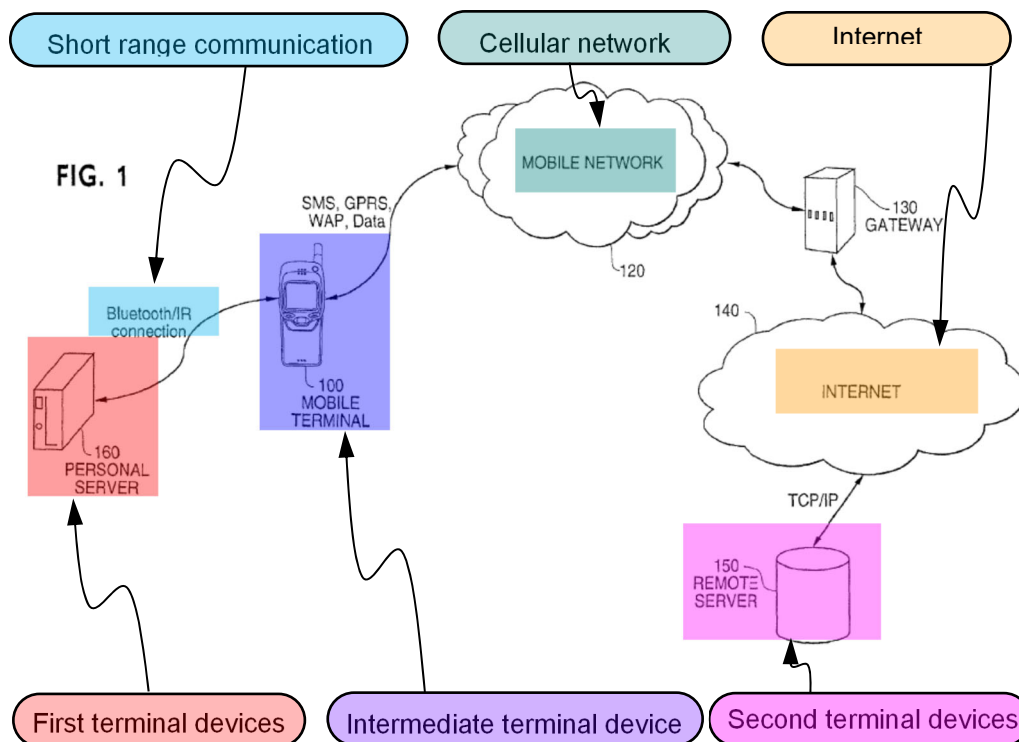 Short range communication
Cellular network
Internet
FIG. 1
MOBILE NETWORK
SMS, GPRS,
WAP, Data
130
GATEWAY
120
Bluetooth/IR
connection
140
100
MOBILE
TERMINAL
INTERNET
160
PERSONAL
SERVER
TCP/IP
150
REMOTE
SERVER
First terminal devices
Intermediate terminal device
Second terminal devices